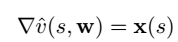 ∇v̂(s, w) = x(s)